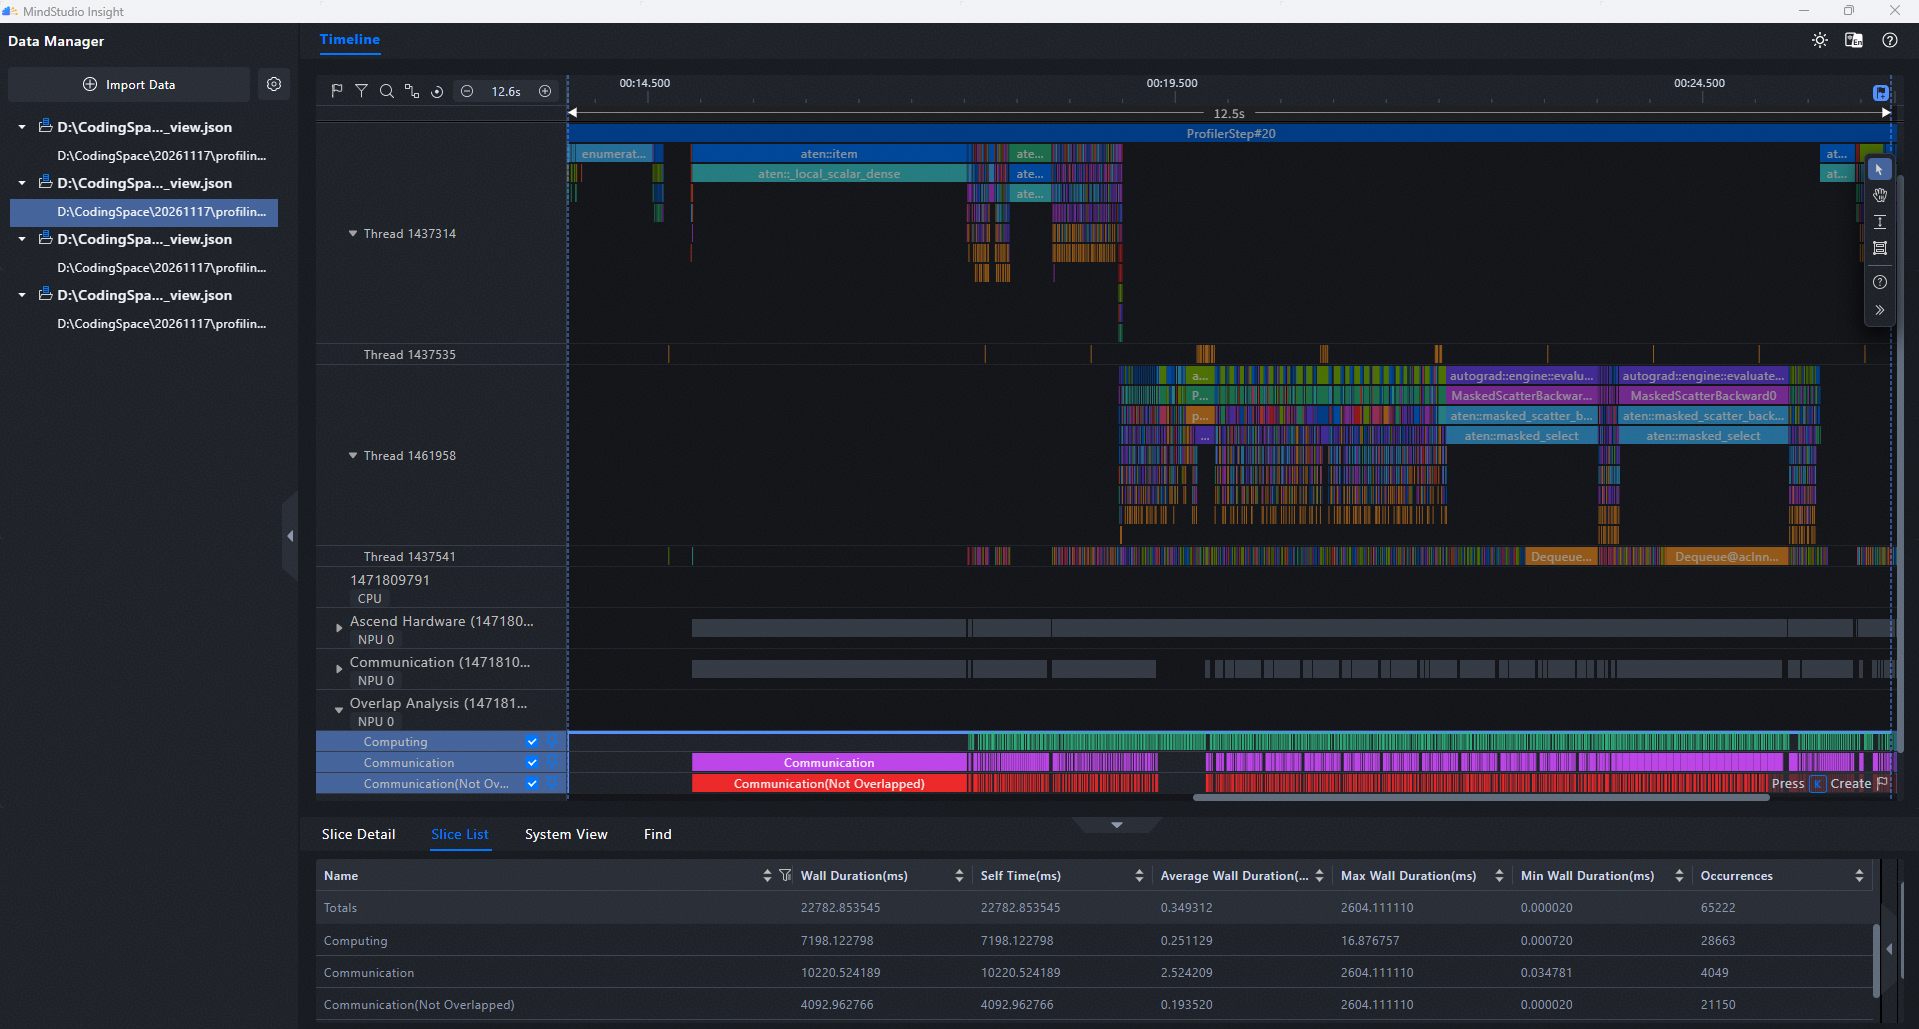 MindStudio Insight
Data Manager
Timeline
Import Data
12.6s
00:14.500
00:19.500
00:24.500
12.5s
D:\CodingSpa..._view.json
D:\CodingSpace\20261117\profilin...
D:\CodingSpa..._view.json
D:\CodingSpace\20261117\profilin...
D:\CodingSpa..._view.json
D:\CodingSpace\20261117\profilin...
D:\CodingSpa..._view.json
D:\CodingSpace\20261117\profilin...
ProfilerStep#20
enumerat...
aten::item
ate...
at...
aten::_local_scalar_dense
ate...
at...
ate...
Thread 1437314
Thread 1437535
a...
autograd::engine::evalu...
autograd::engine::evaluate...
P...
MaskedScatterBackwar...
MaskedScatterBackward0
p...
aten::masked_scatter_b...
aten::masked_scatter_back...
...
aten::masked_select
aten::masked_select
Thread 1461958
Thread 1437541
Dequeue...
Dequeue@aclnn...
1471809791
CPU
Ascend Hardware (147180...
NPU 0
Communication (1471810...
NPU 0
Overlap Analysis (147181...
NPU 0
Computing
Communication
Communication
Communication(Not Ov...
Communication(Not Overlapped)
Press K Create
Slice Detail
Slice List
System View
Find
Name
Wall Duration(ms)
Self Time(ms)
Average Wall Duration(...
Max Wall Duration(ms)
Min Wall Duration(ms)
Occurrences
Totals 22782.853545 22782.853545 0.349312 2604.111110 0.000020 65222
Computing 7198.122798 7198.122798 0.251129 16.876757 0.000720 28663
Communication 10220.524189 10220.524189 2.524209 2604.111110 0.034781 4049
Communication(Not Overlapped) 4092.962766 4092.962766 0.193520 2604.111110 0.000020 21150